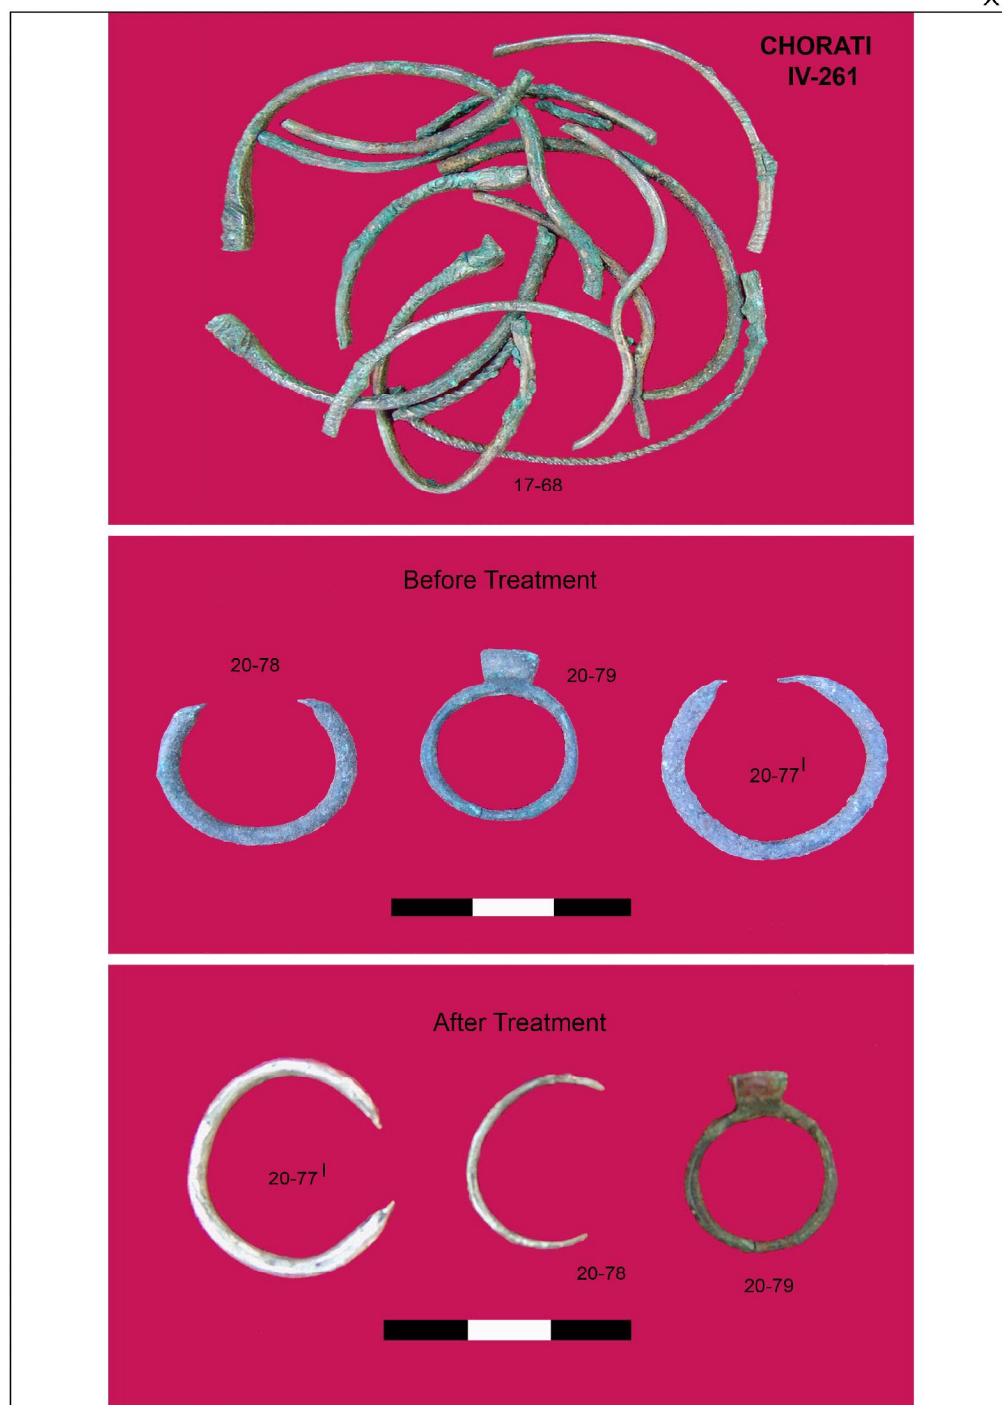 X
CHORATI
IV-261
17-68
Before Treatment
20-78
20-79
20-77 I
After Treatment
20-77 I
20-78
20-79